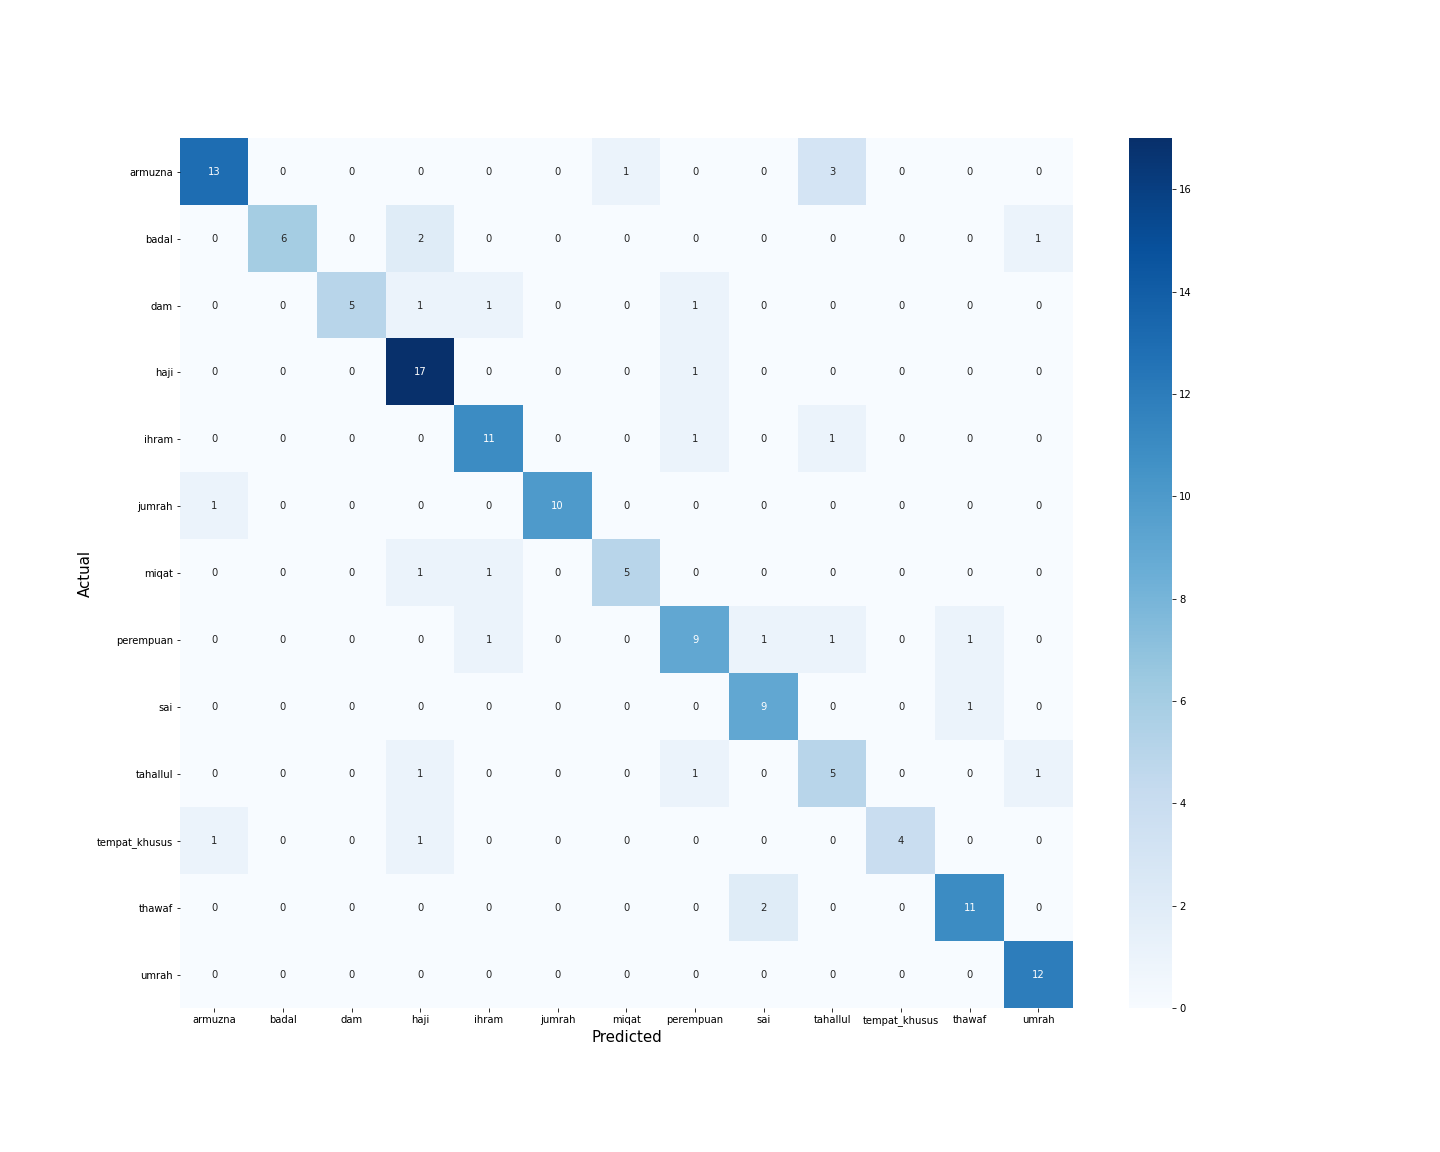 armuzna 13 0 0 0 0 0 1 0 0 3 0 0 0
badal 0 6 0 2 0 0 0 0 0 0 0 0 1
dam 0 0 5 1 1 0 0 1 0 0 0 0 0
haji 0 0 0 17 0 0 0 1 0 0 0 0 0
ihram 0 0 0 0 11 0 0 1 0 1 0 0 0
jumrah 1 0 0 0 0 10 0 0 0 0 0 0 0
Actual
miqat 0 0 0 1 1 0 5 0 0 0 0 0 0
perempuan 0 0 0 0 1 0 0 9 1 1 0 1 0
sai 0 0 0 0 0 0 0 0 9 0 0 1 0
tahallul 0 0 0 1 0 0 0 1 0 5 0 0 1
tempat_khusus 1 0 0 1 0 0 0 0 0 0 4 0 0
thawaf 0 0 0 0 0 0 0 0 2 0 0 11 0
umrah 0 0 0 0 0 0 0 0 0 0 0 0 12
armuzna badal dam haji ihram jumrah miqat perempuan sai tahallul tempat_khusus thawaf umrah
Predicted
16
14
12
10
8
6
4
2
0